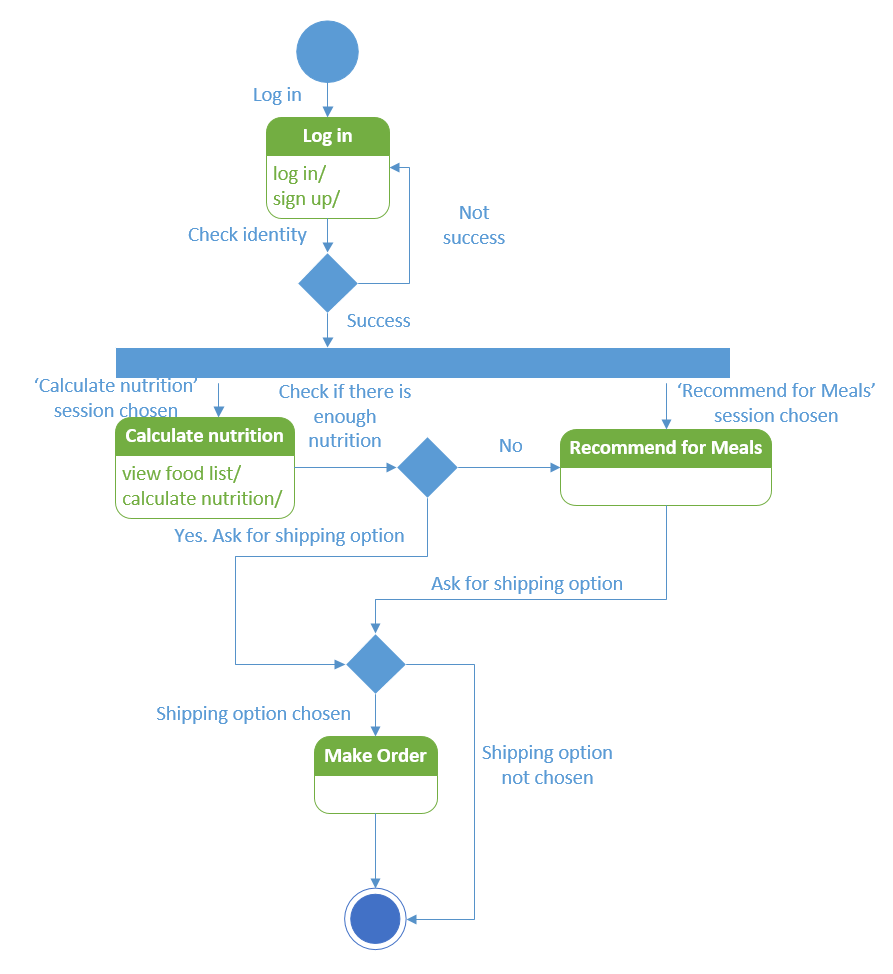 Log in
Log in
log in/
sign up/
Not
success
Check identity
Success
‘Calculate nutrition’
session chosen
Check if there is
enough
nutrition
‘Recommend for Meals’
session chosen
Calculate nutrition
view food list/
calculate nutrition/
No
Recommend for Meals
Yes. Ask for shipping option
Ask for shipping option
Shipping option chosen
Make Order
Shipping option
not chosen